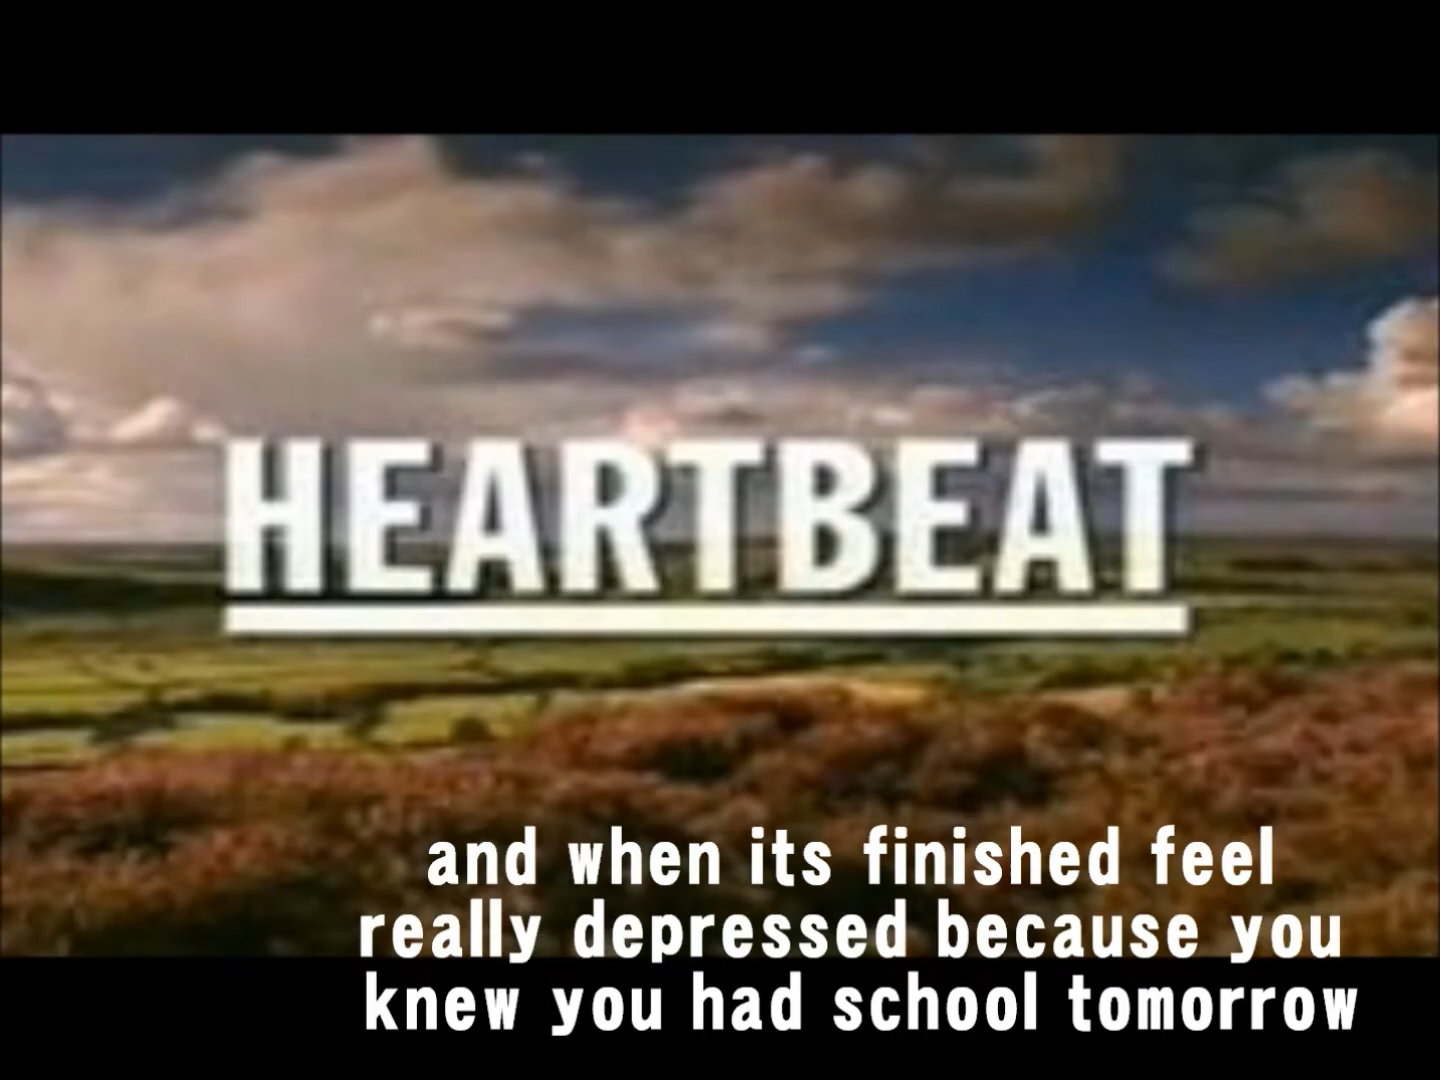 HEARTBEAT
and when its finished feel
really depressed because you
knew you had school tomorrow